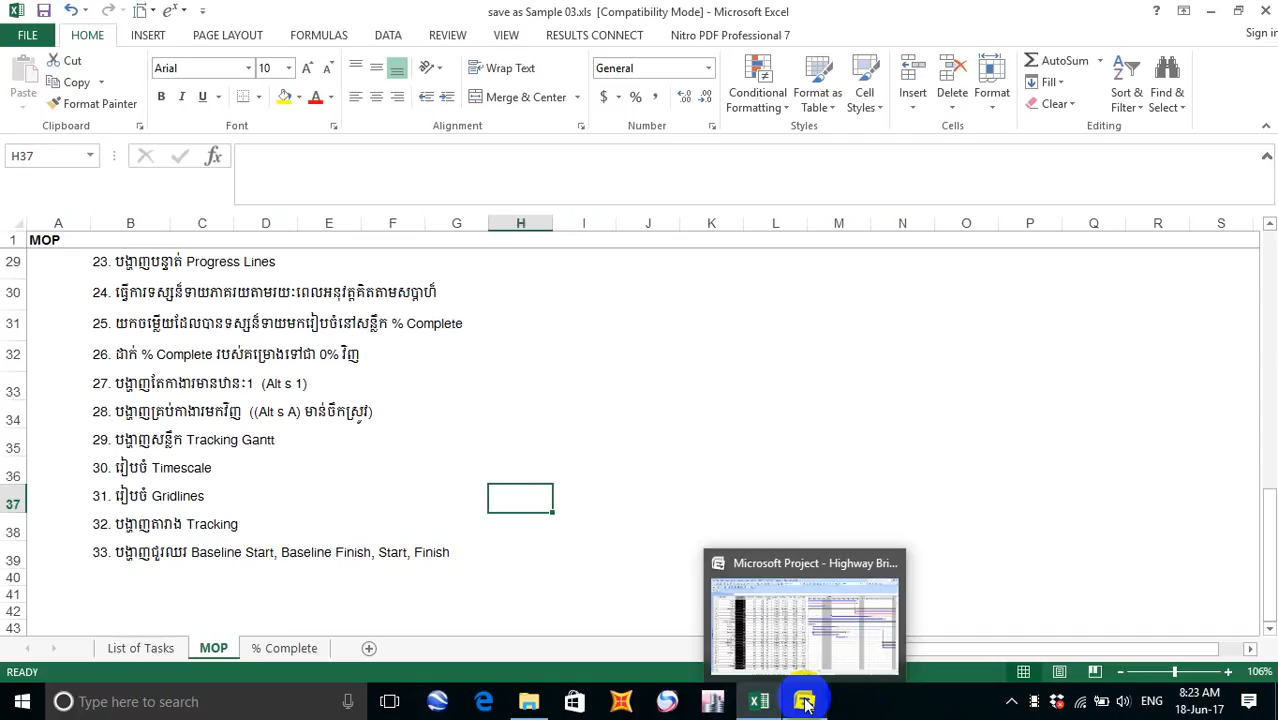 save as Sample 03.xls [Compatibility Mode] - Microsoft Excel
FILE HOME INSERT PAGE LAYOUT FORMULAS DATA REVIEW VIEW RESULTS CONNECT Nitro PDF Professional 7 Sign in
Paste Cut Copy Format Painter Clipboard
Arial 10 B I U A Font
Wrap Text Merge & Center Alignment
General $ % , Number
Conditional Formatting Format as Table Cell Styles Styles
Insert Delete Format Cells
AutoSum Fill Clear Sort & Filter Find & Select Editing
H37 fx
A B C D E F G H I J K L M N O P Q R S
1 MOP
29 23. បង្ហាញបន្ទាត់ Progress Lines
30 24. ធ្វើការទស្សន៏ទាយភាគរយតាមរយៈពេលអនុវត្តគិតតាមសប្តាហ៏
31 25. យកចម្លើយដែលបានទស្សន៏ទាយមករៀបចំនៅសន្លឹក % Complete
32 26. ដាក់ % Complete របស់គម្រោងទៅជា 0% វិញ
33 27. បង្ហាញតែកាងារមានឋានៈ1 (Alt s 1)
34 28. បង្ហាញគ្រប់កាងារមកវិញ ((Alt s A) មាន់ចឹកស្រូវ)
35 29. បង្ហាញសន្លឹក Tracking Gantt
36 30. រៀបចំ Timescale
37 31. រៀបចំ Gridlines
38 32. បង្ហាញតារាង Tracking
39 33. បង្ហាញជួរឈរ Baseline Start, Baseline Finish, Start, Finish
40
41
42
43
Microsoft Project - Highway Bri...
List of Tasks MOP % Complete
READY 106%
Type here to search ENG 8:23 AM
18-Jun-17